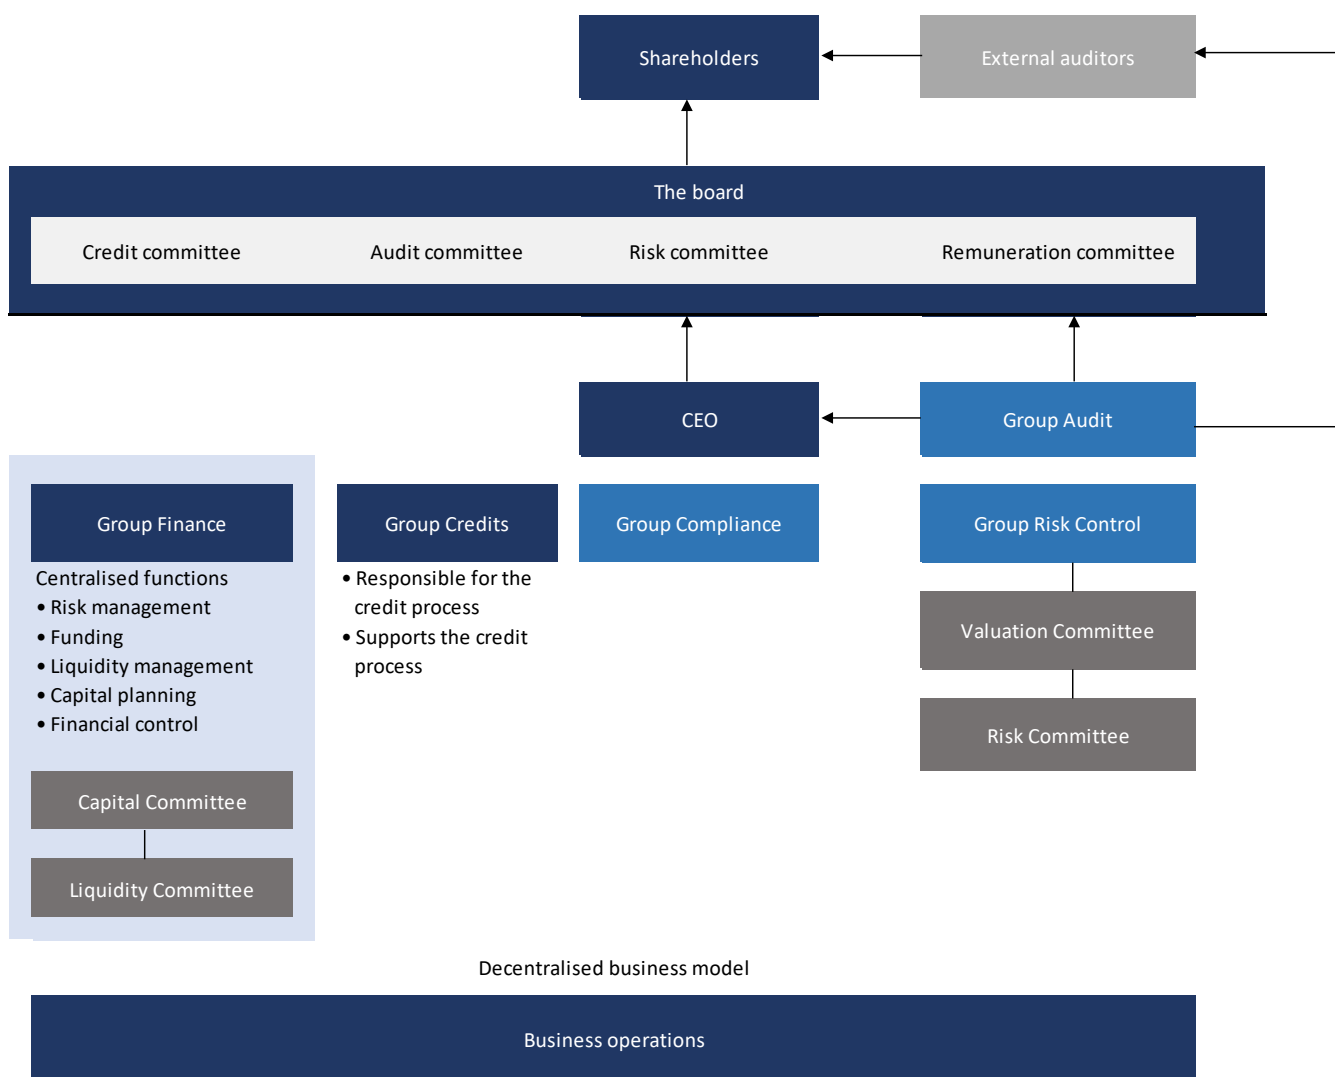 Shareholders
External auditors
The board
Credit committee
Audit committee
Risk committee
Remuneration committee
CEO
Group Audit
Group Finance
Group Credits
Group Compliance
Group Risk Control
Centralised functions
• Risk management
• Funding
• Liquidity management
• Capital planning
• Financial control
• Responsible for the
credit process
• Supports the credit
process
Valuation Committee
Risk Committee
Capital Committee
Liquidity Committee
Decentralised business model
Business operations